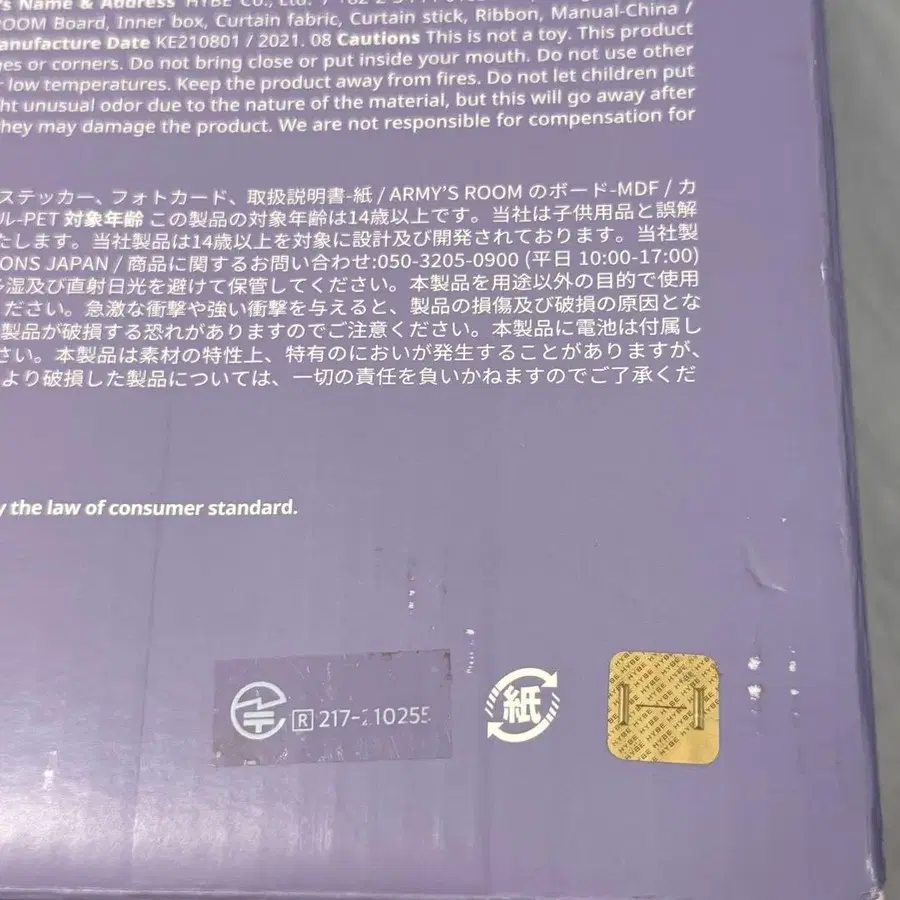 's Name & Address HYBE Co., Ltd. /
ROOM Board, Inner box, Curtain fabric, Curtain stick, Ribbon, Manual-China /
anufacture Date KE210801 / 2021. 08 Cautions This is not a toy. This product
ges or corners. Do not bring close or put inside your mouth. Do not use other
r low temperatures. Keep the product away from fires. Do not let children put
ht unusual odor due to the nature of the material, but this will go away after
they may damage the product. We are not responsible for compensation for
ステッカー、フォトカード、取扱説明書-紙 / ARMY'S ROOM のボード-MDF / カ
ル-PET 対象年齢 この製品の対象年齢は14歳以上です。当社は子供用品と誤解
たします。当社製品は14歳以上を対象に設計及び開発されております。当社製
IONS JAPAN / 商品に関するお問い合わせ:050-3205-0900 (平日 10:00-17:00)
多湿及び直射日光を避けて保管してください。本製品を用途以外の目的で使用
ください。急激な衝撃や強い衝撃を与えると、製品の損傷及び破損の原因とな
製品が破損する恐れがありますのでご注意ください。本製品に電池は付属し
さい。本製品は素材の特性上、特有のにおいが発生することがありますが、
より破損した製品については、一切の責任を負いかねますのでご了承くだ
y the law of consumer standard.
R 217- 10255
紙
HYBE